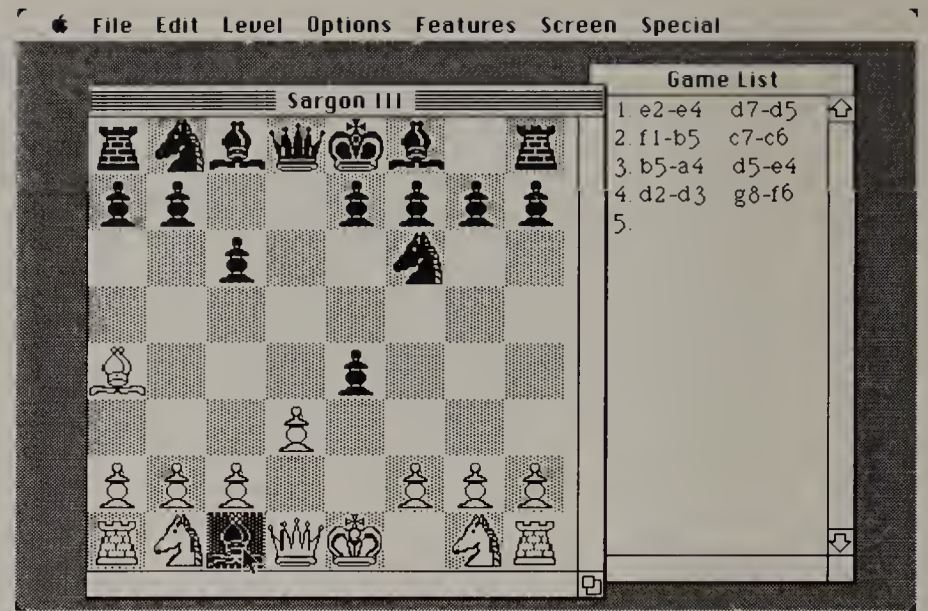 File Edit Level Options Features Screen Special
Sargon III
Game List
1. e2-e4 d7-d5
2. f1-b5 c7-c6
3. b5-a4 d5-e4
4. d2-d3 g8-f6
5.